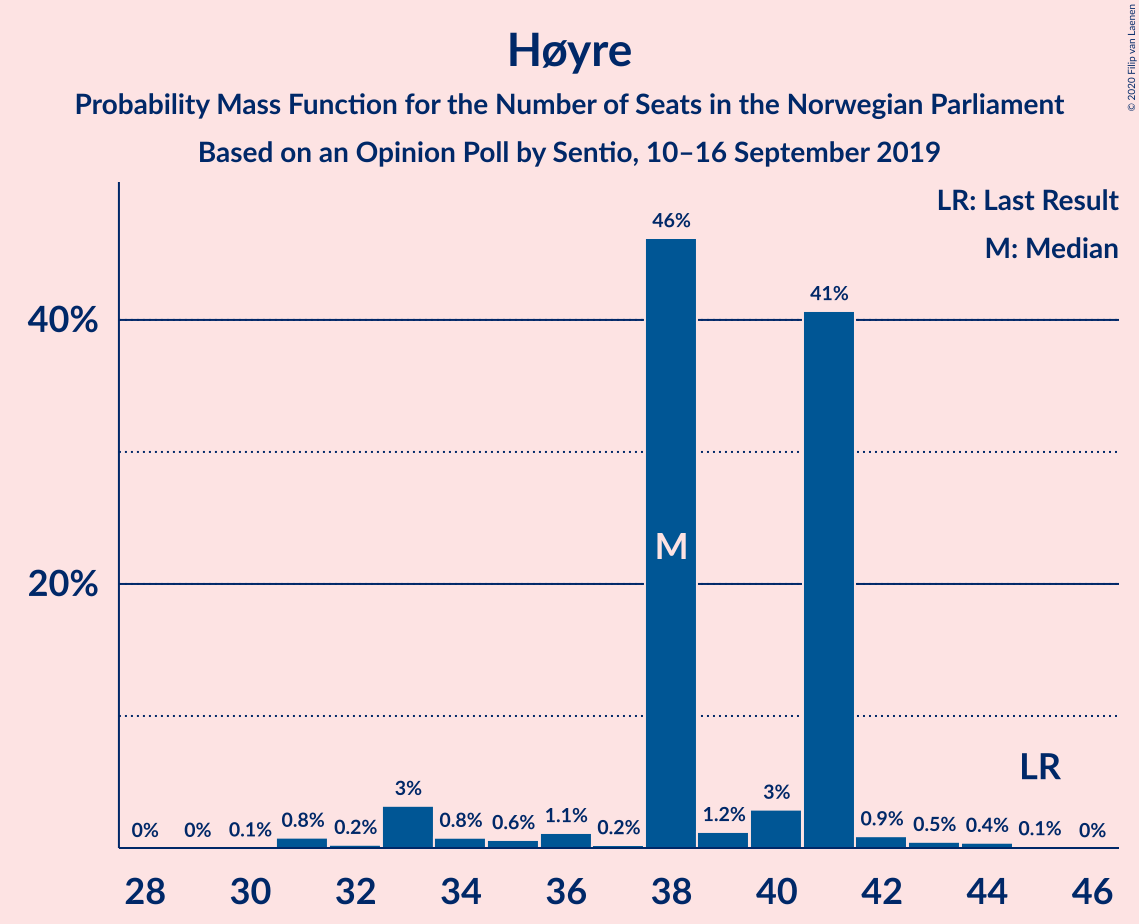 Høyre
Probability Mass Function for the Number of Seats in the Norwegian Parliament
Based on an Opinion Poll by Sentio, 10–16 September 2019
© 2020 Filip van Laenen
LR: Last Result
M: Median
40%
20%
0% 0% 0.1% 0.8% 0.2% 3% 0.8% 0.6% 1.1% 0.2% 46% 1.2% 3% 41% 0.9% 0.5% 0.4% 0.1% 0%
M
LR
28 30 32 34 36 38 40 42 44 46